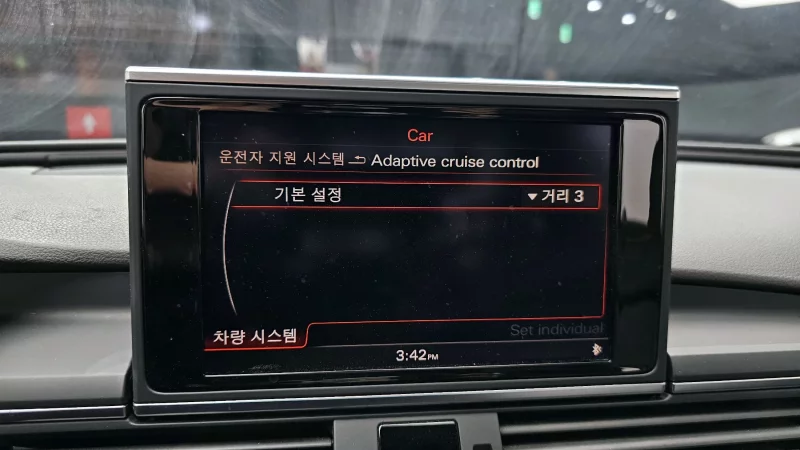 Car
운전자 지원 시스템 Adaptive cruise control
기본 설정 ▼ 거리 3
차량 시스템 Set individual
3:42PM